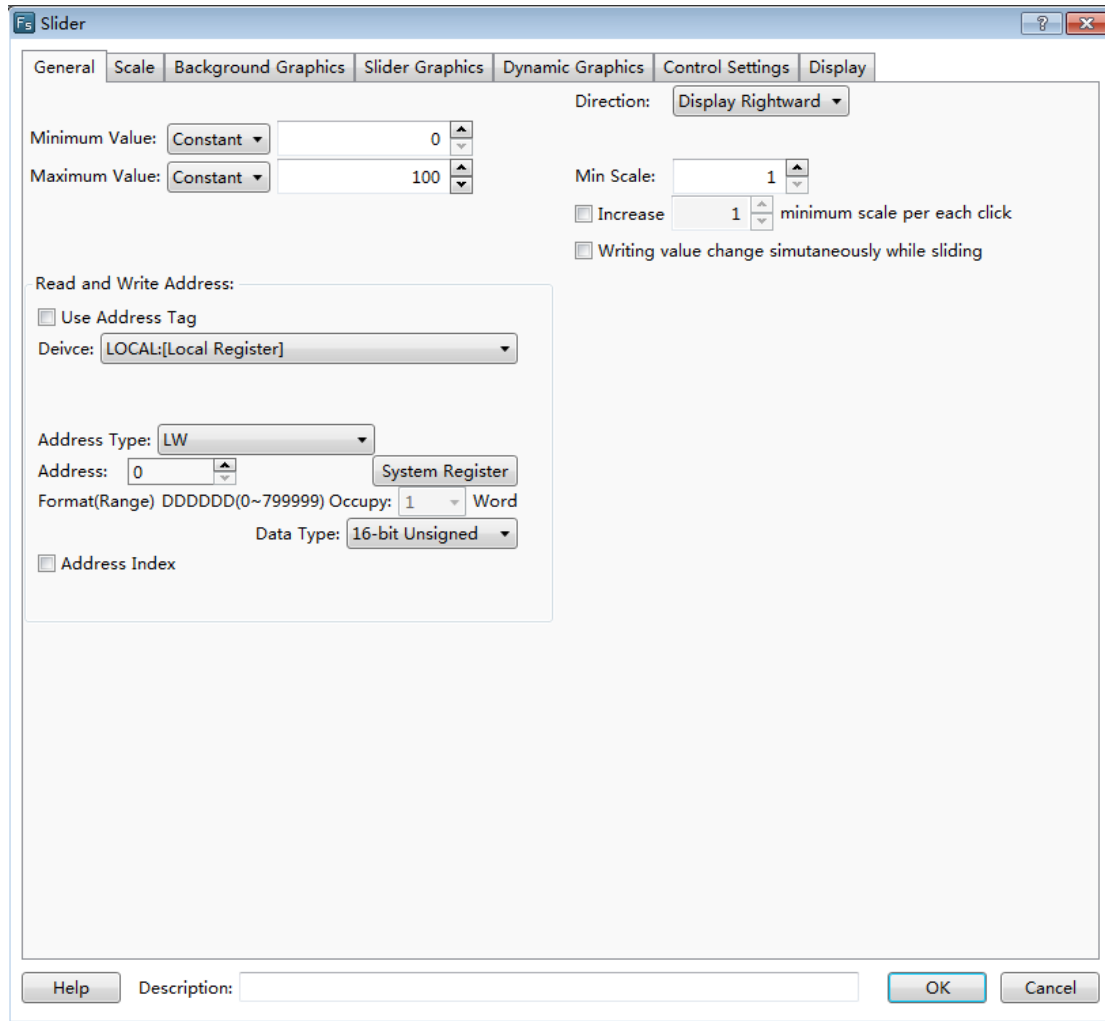 Fs Slider
General Scale Background Graphics Slider Graphics Dynamic Graphics Control Settings Display
Direction: Display Rightward
Minimum Value: Constant 0
Maximum Value: Constant 100 Min Scale: 1
Increase 1 minimum scale per each click
Writing value change simutaneously while sliding
Read and Write Address:
Use Address Tag
Deivce: LOCAL:[Local Register]
Address Type: LW
Address: 0 System Register
Format(Range) DDDDDD(0~799999) Occupy: 1 Word
Data Type: 16-bit Unsigned
Address Index
Help Description: OK Cancel